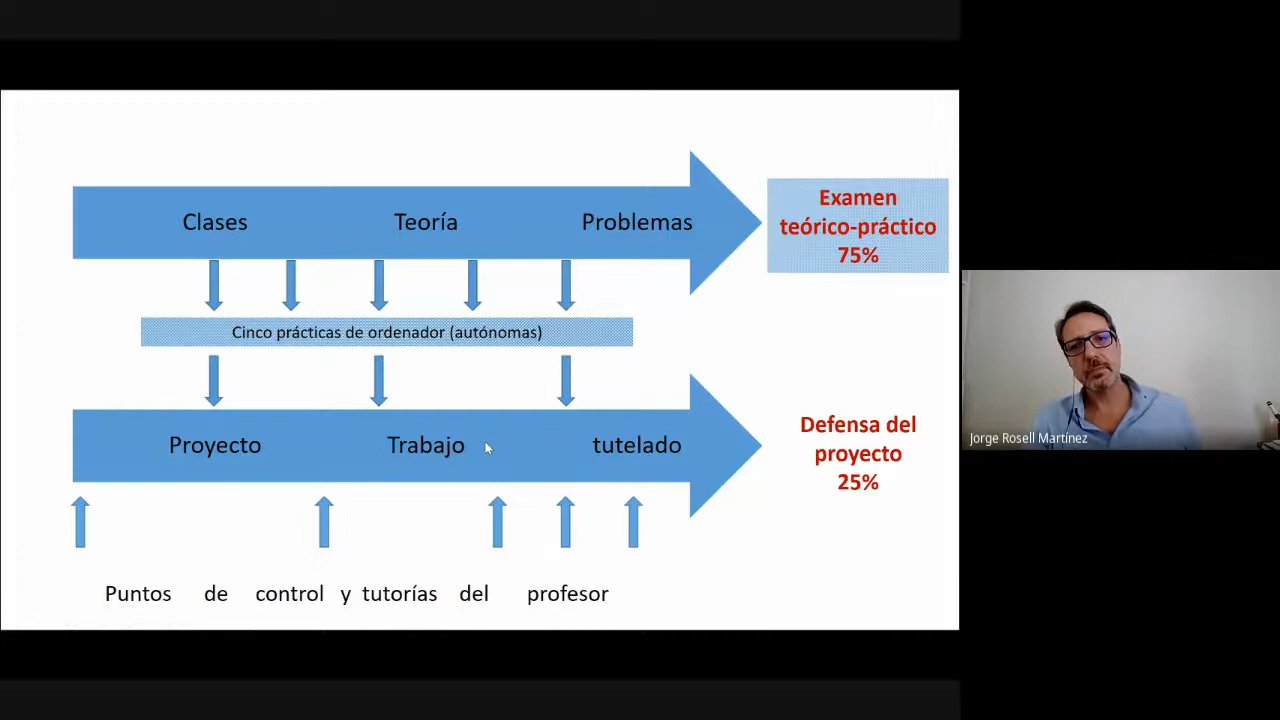 Clases Teoría Problemas
Examen
teórico-práctico
75%
Cinco prácticas de ordenador (autónomas)
Proyecto Trabajo tutelado
Defensa del
proyecto
25%
Puntos de control y tutorías del profesor
Jorge Rosell Martínez